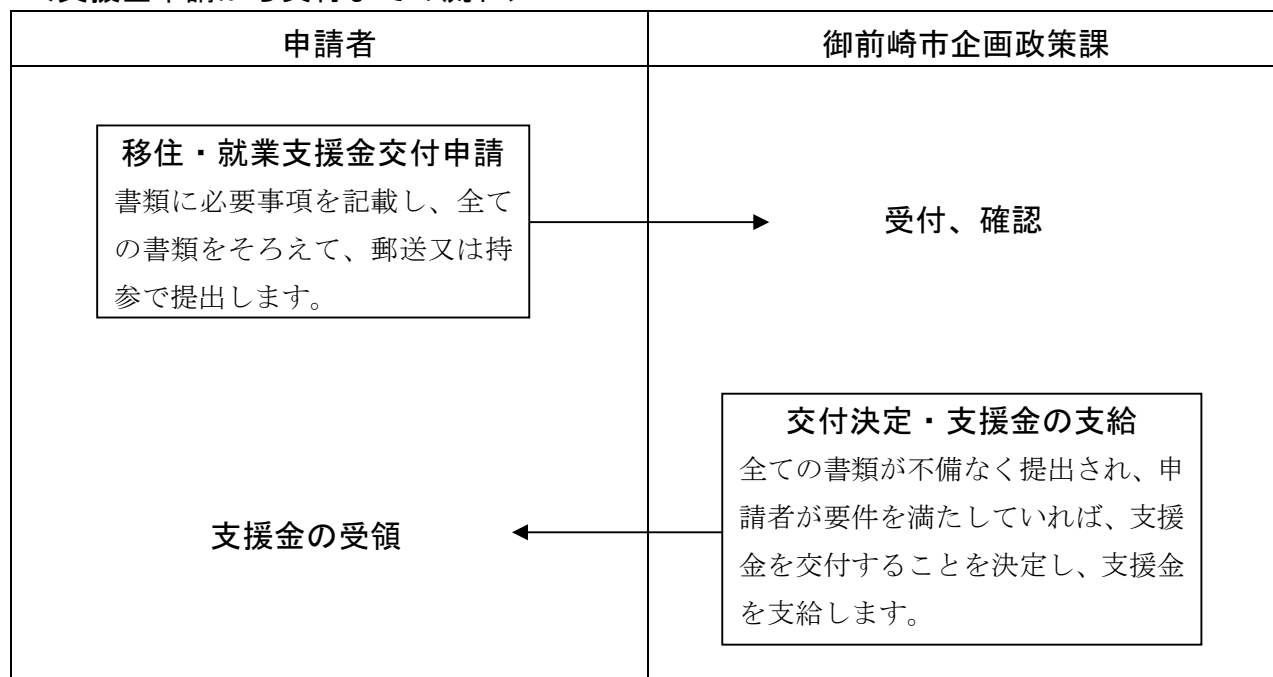 申請者
御前崎市企画政策課
移住・就業支援金交付申請
書類に必要事項を記載し、全て
の書類をそろえて、郵送又は持
参で提出します。
受付、確認
交付決定・支援金の支給
全ての書類が不備なく提出され、申
請者が要件を満たしていれば、支援
金を交付することを決定し、支援金
を支給します。
支援金の受領